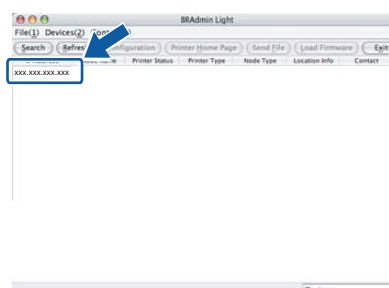 BRAdmin Light
File(1) Devices(2)
Search Refresh Configuration Printer Home Page Send File Load Firmware Exit
Printer Status Printer Type Node Type Location Info Contact
xxx.xxx.xxx.xxx